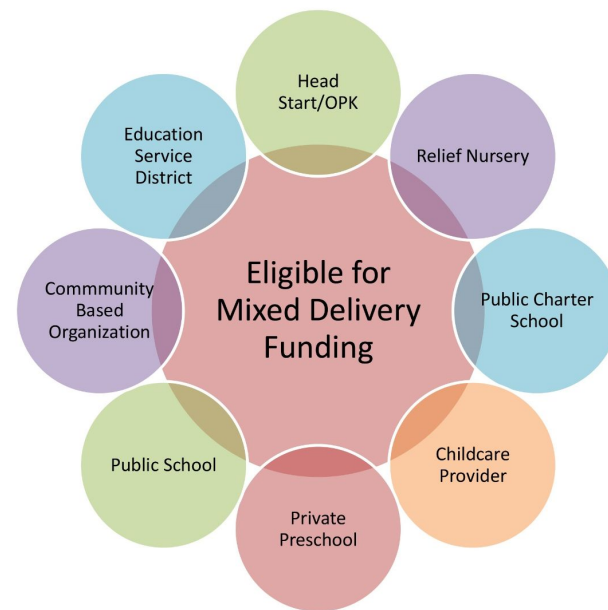 Head
Start/OPK
Education
Service
District
Relief Nursery
Eligible for
Mixed Delivery
Funding
Commmunity
Based
Organization
Public Charter
School
Public School
Childcare
Provider
Private
Preschool